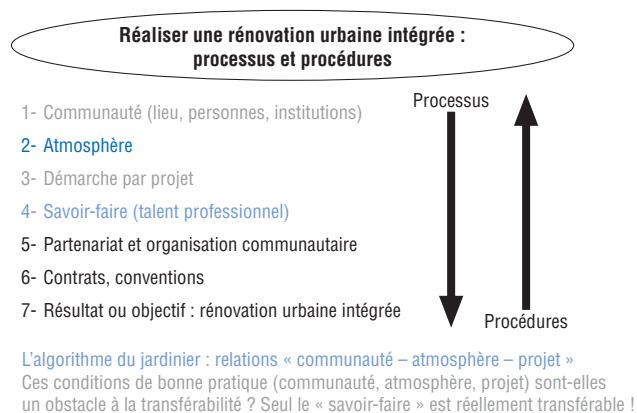 Réaliser une rénovation urbaine intégrée :
processus et procédures
Processus
1- Communauté (lieu, personnes, institutions)
2- Atmosphère
3- Démarche par projet
4- Savoir-faire (talent professionnel)
5- Partenariat et organisation communautaire
6- Contrats, conventions
7- Résultat ou objectif : rénovation urbaine intégrée
Procédures
L'algorithme du jardinier : relations « communauté – atmosphère – projet »
Ces conditions de bonne pratique (communauté, atmosphère, projet) sont-elles
un obstacle à la transférabilité ? Seul le « savoir-faire » est réellement transférable !